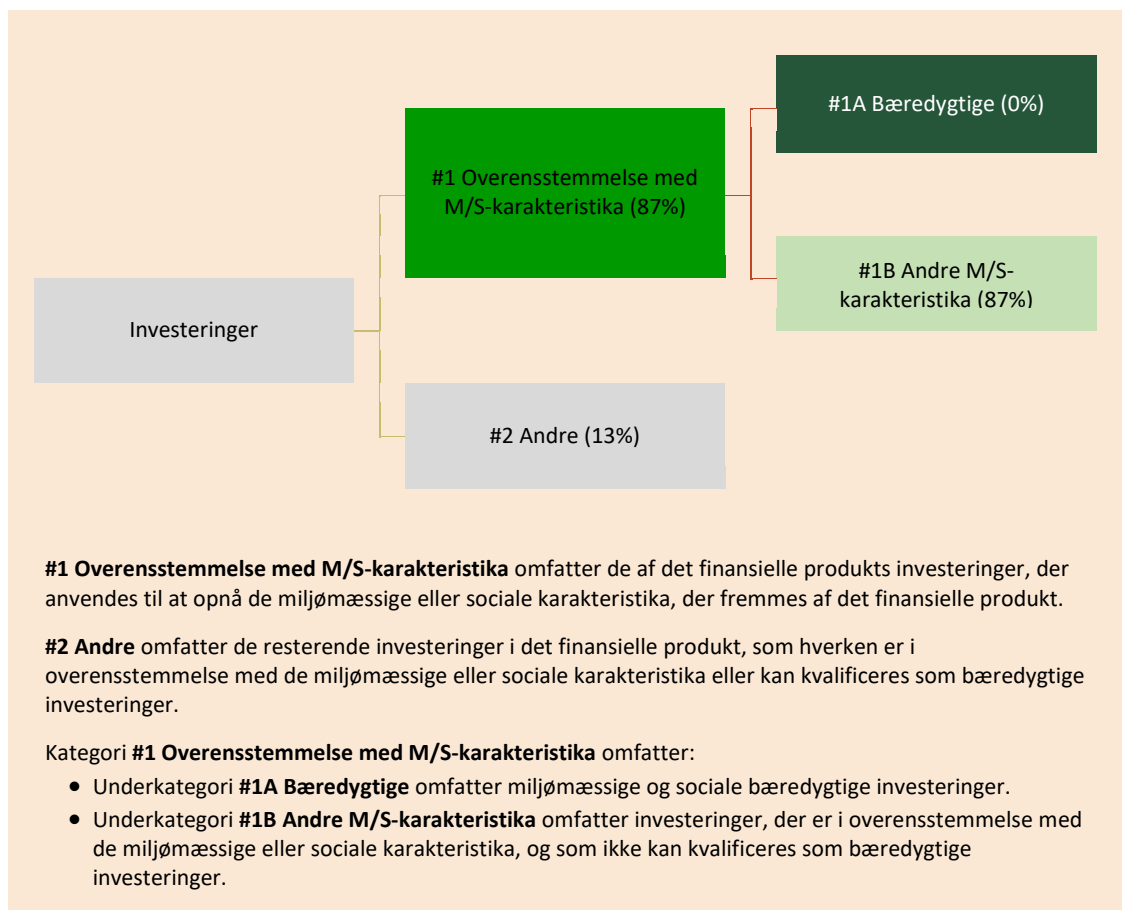 #1A Bæredygtige (0%)
#1 Overensstemmelse med
M/S-karakteristika (87%)
#1B Andre M/S-
karakteristika (87%)
Investeringer
#2 Andre (13%)
#1 Overensstemmelse med M/S-karakteristika omfatter de af det finansielle produkts investeringer, der
anvendes til at opnå de miljømæssige eller sociale karakteristika, der fremmes af det finansielle produkt.
#2 Andre omfatter de resterende investeringer i det finansielle produkt, som hverken er i
overensstemmelse med de miljømæssige eller sociale karakteristika eller kan kvalificeres som bæredygtige
investeringer.
Kategori #1 Overensstemmelse med M/S-karakteristika omfatter:
• Underkategori #1A Bæredygtige omfatter miljømæssige og sociale bæredygtige investeringer.
• Underkategori #1B Andre M/S-karakteristika omfatter investeringer, der er i overensstemmelse med
de miljømæssige eller sociale karakteristika, og som ikke kan kvalificeres som bæredygtige
investeringer.